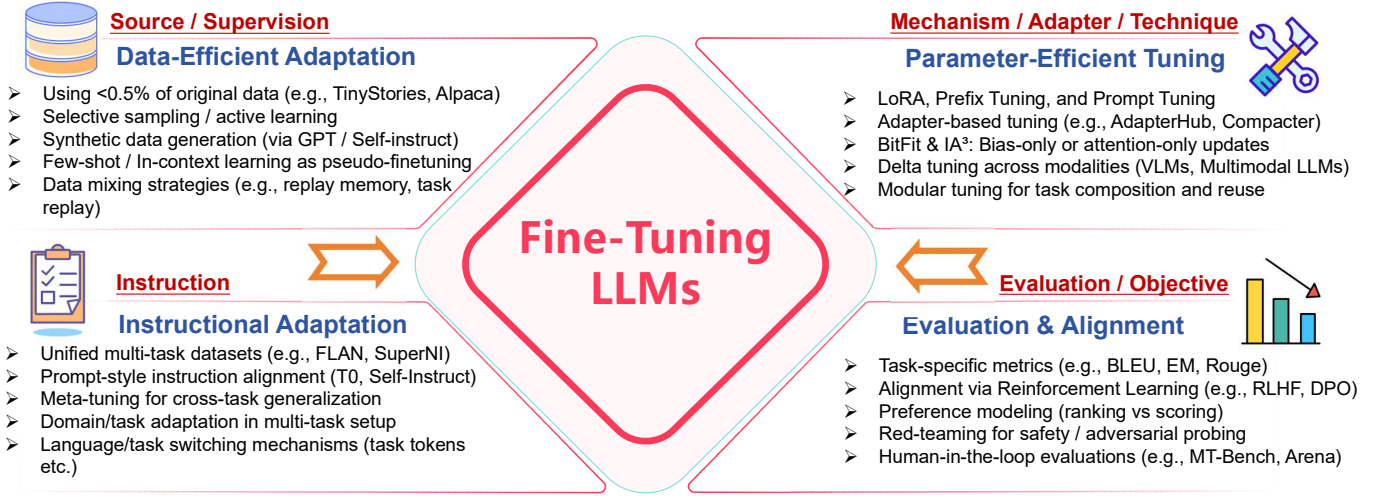 Source / Supervision
Data-Efficient Adaptation
➢ Using <0.5% of original data (e.g., TinyStories, Alpaca)
➢ Selective sampling / active learning
➢ Synthetic data generation (via GPT / Self-instruct)
➢ Few-shot / In-context learning as pseudo-finetuning
➢ Data mixing strategies (e.g., replay memory, task
replay)
Mechanism / Adapter / Technique
Parameter-Efficient Tuning
➢ LoRA, Prefix Tuning, and Prompt Tuning
➢ Adapter-based tuning (e.g., AdapterHub, Compacter)
➢ BitFit & IA³: Bias-only or attention-only updates
➢ Delta tuning across modalities (VLMs, Multimodal LLMs)
➢ Modular tuning for task composition and reuse
Fine-Tuning
LLMs
Instruction
Instructional Adaptation
➢ Unified multi-task datasets (e.g., FLAN, SuperNI)
➢ Prompt-style instruction alignment (T0, Self-Instruct)
➢ Meta-tuning for cross-task generalization
➢ Domain/task adaptation in multi-task setup
➢ Language/task switching mechanisms (task tokens
etc.)
Evaluation / Objective
Evaluation & Alignment
➢ Task-specific metrics (e.g., BLEU, EM, Rouge)
➢ Alignment via Reinforcement Learning (e.g., RLHF, DPO)
➢ Preference modeling (ranking vs scoring)
➢ Red-teaming for safety / adversarial probing
➢ Human-in-the-loop evaluations (e.g., MT-Bench, Arena)